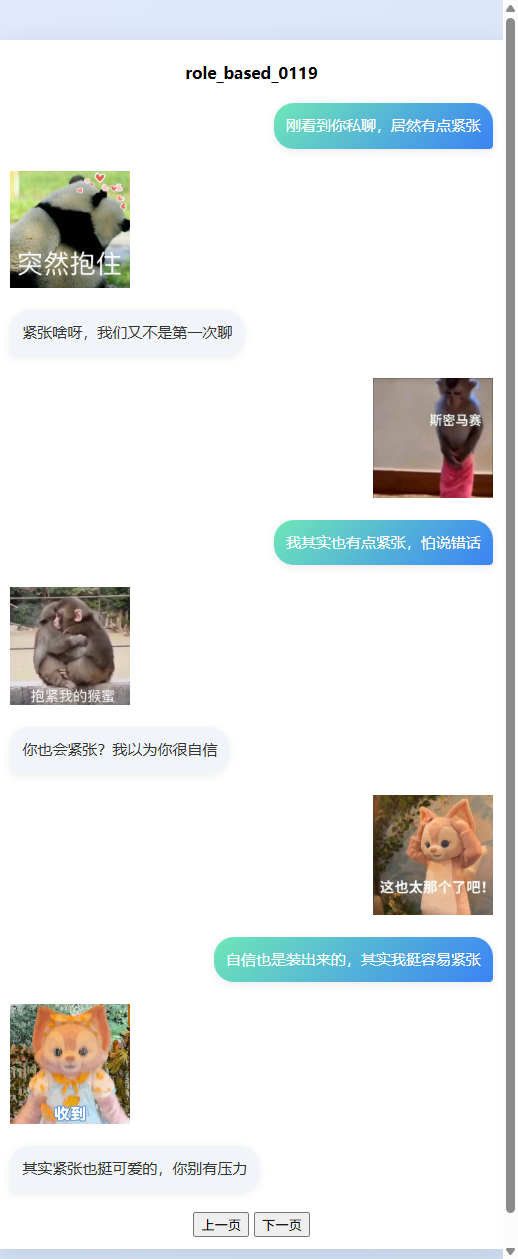 role_based_0119
刚看到你私聊，居然有点紧张
突然抱住
紧张啥呀，我们又不是第一次聊
斯密马赛
我其实也有点紧张，怕说错话
抱紧我的猴蜜
你也会紧张？我以为你很自信
这也太那个了吧！
自信也是装出来的，其实我挺容易紧张
收到
其实紧张也挺可爱的，你别有压力
上一页 下一页